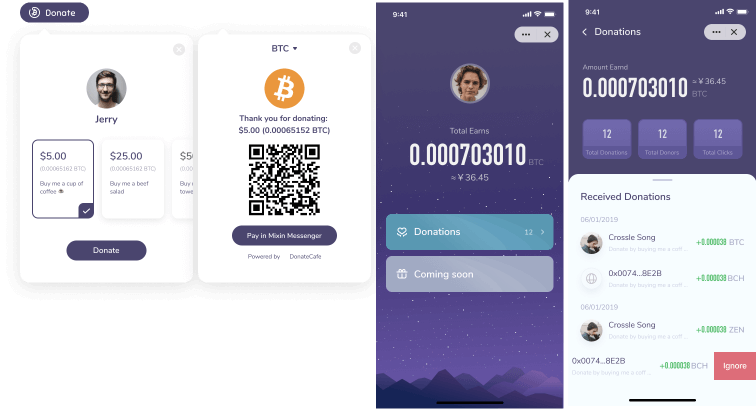 Donate
Jerry
$5.00
(0.00065152 BTC)
Buy me a cup of
coffee ☕
$25.00
(0.00065152 BTC)
Buy me a beef
salad
$50
(0.000
Buy m
towe
Donate
BTC
Thank you for donating:
$5.00 (0.00065152 BTC)
Pay in Mixin Messenger
Powered by DonateCafe
9:41
Total Earns
0.000703010 BTC
≈ ¥ 36.45
Donations 12
Coming soon
9:41
Donations
Amount Earnd
0.000703010 ≈ ¥ 36.45
BTC
12
Total Donations
12
Total Doners
12
Total Clicks
Received Donations
06/01/2019
Crossle Song
Donate by buying me a coff ...
+0.000038 BTC
0x0074...8E2B
Donate by buying me a coff ...
+0.000038 BCH
06/01/2019
Crossle Song
Donate by buying me a coff ...
+0.000038 ZEN
0x0074...8E2B
Donate by buying me a coff ...
+0.000038 BCH
Ignore